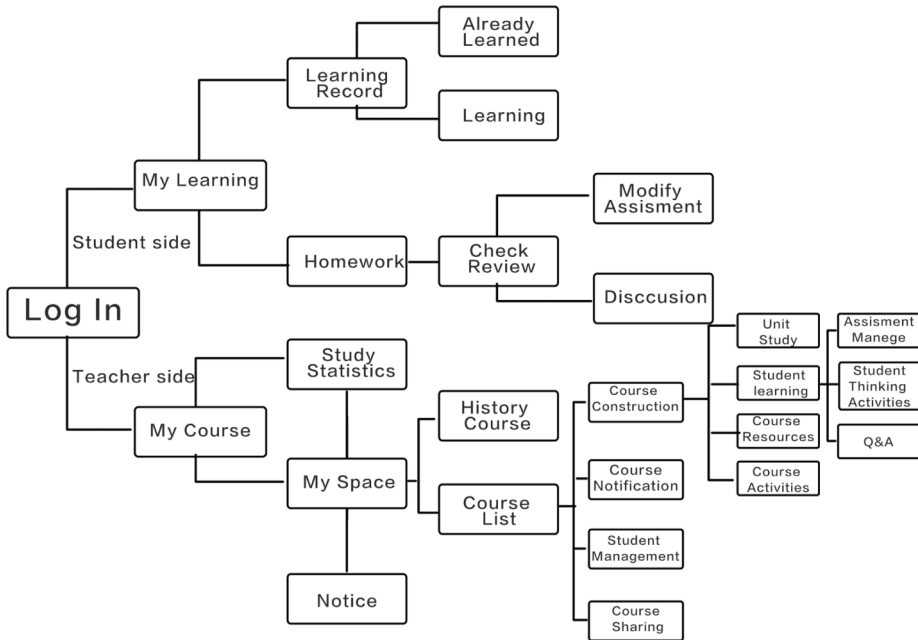 Already
Learned
Learning
Record
Learning
My Learning
Modify
Assisment
Student side
Homework
Check
Review
Disccusion
Log In
Teacher side
Study
Statistics
My Course
History
Course
My Space
Course
List
Notice
Course
Construction
Course
Notification
Student
Management
Course
Sharing
Unit
Study
Student
learning
Course
Resources
Course
Activities
Assisment
Manege
Student
Thinking
Activities
Q&A